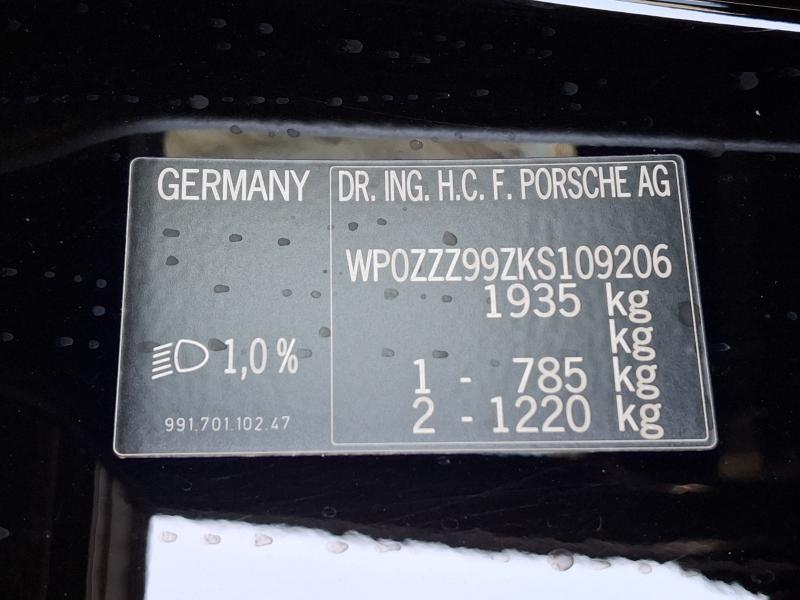 GERMANY
DR. ING. H.C. F. PORSCHE AG
WP0ZZZ99ZKS109206
1935 kg
kg
1 - 785 kg
2 - 1220 kg
1,0 %
991.701.102.47